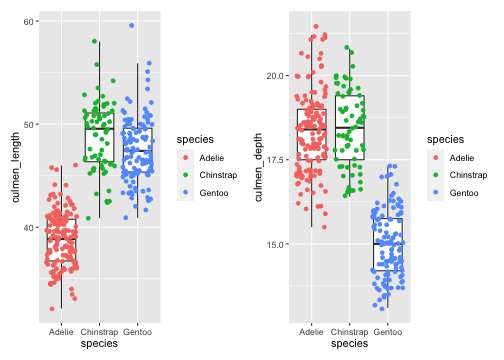 culmen_length
60
50
40
Adelie Chinstrap Gentoo
species
species
Adelie
Chinstrap
Gentoo
culmen_depth
20.0
17.5
15.0
Adelie Chinstrap Gentoo
species
species
Adelie
Chinstrap
Gentoo